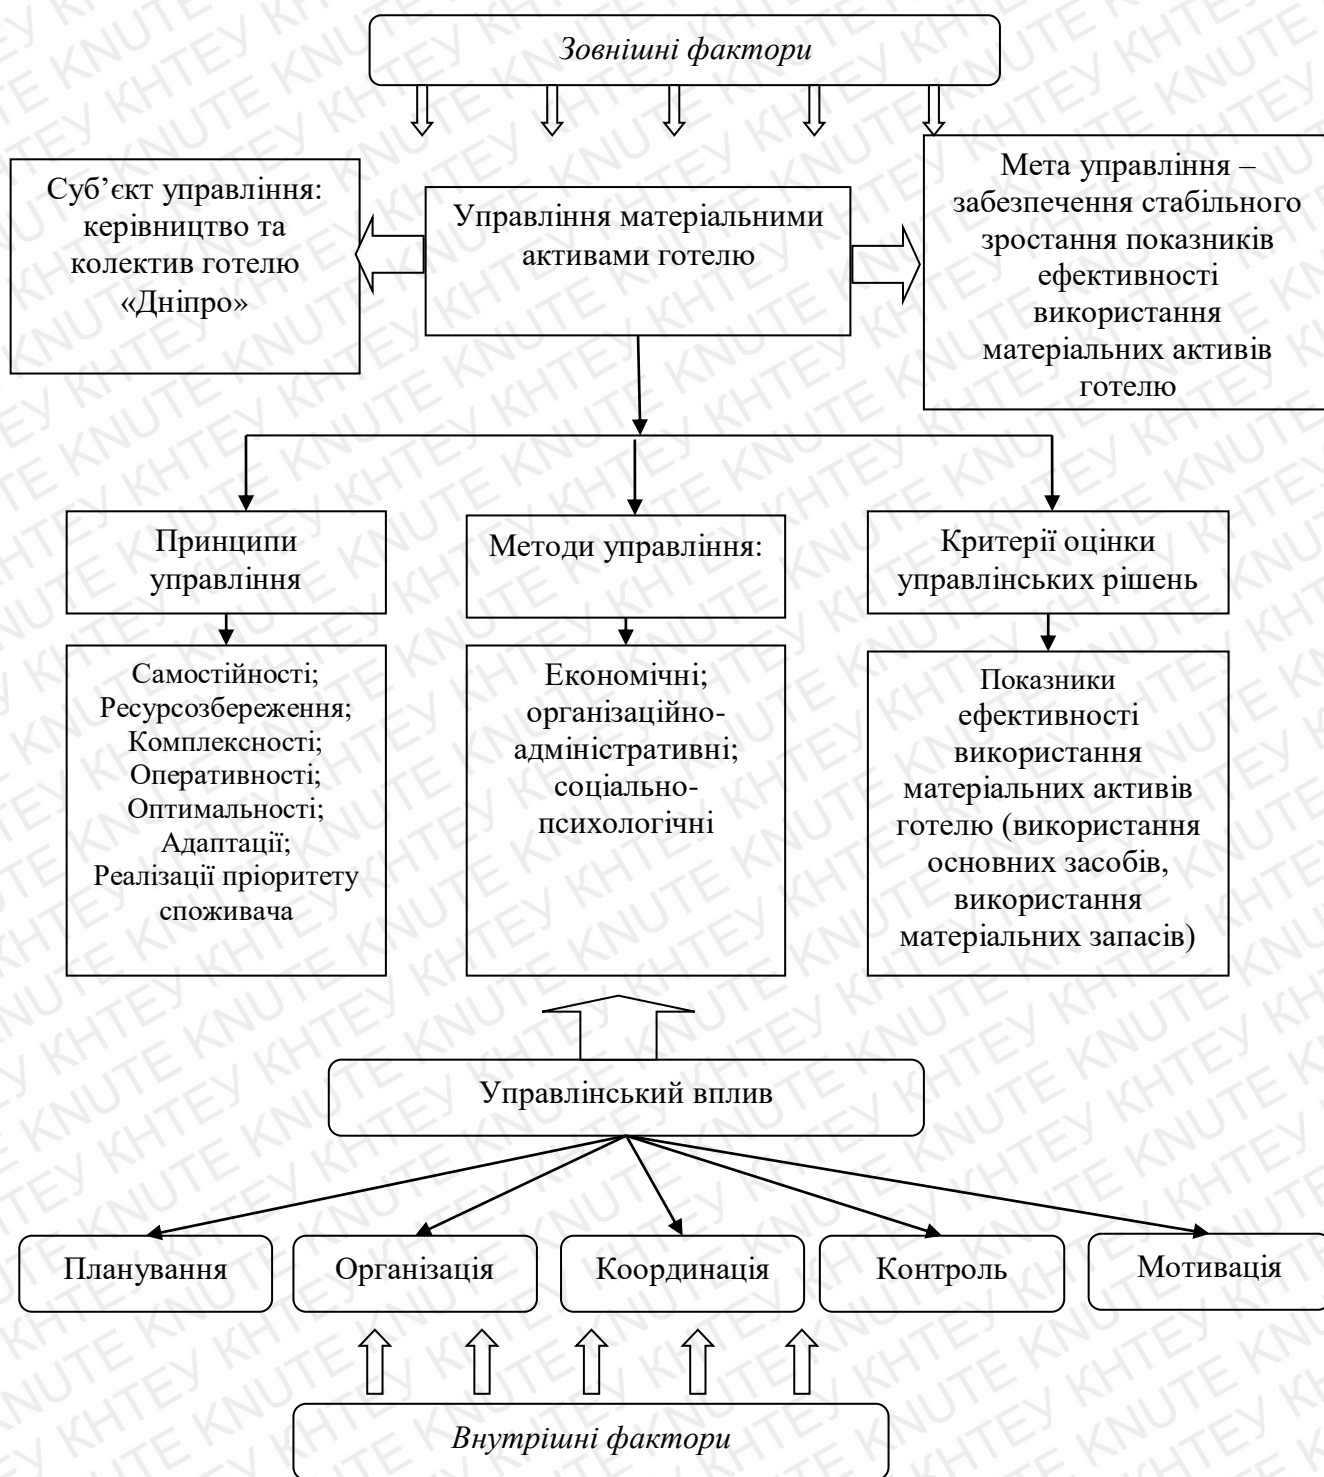 Зовнішні фактори
Суб’єкт управління:
керівництво та
колектив готелю
«Дніпро»
Управління матеріальними
активами готелю
Мета управління –
забезпечення стабільного
зростання показників
ефективності
використання
матеріальних активів
готелю
Принципи
управління
Методи управління:
Критерії оцінки
управлінських рішень
Самостійності;
Ресурсозбереження;
Комплексності;
Оперативності;
Оптимальності;
Адаптації;
Реалізації пріоритету
споживача
Економічні;
організаційно-
адміністративні;
соціально-
психологічні
Показники
ефективності
використання
матеріальних активів
готелю (використання
основних засобів,
використання
матеріальних запасів)
Управлінський вплив
Планування
Організація
Координація
Контроль
Мотивація
Внутрішні фактори